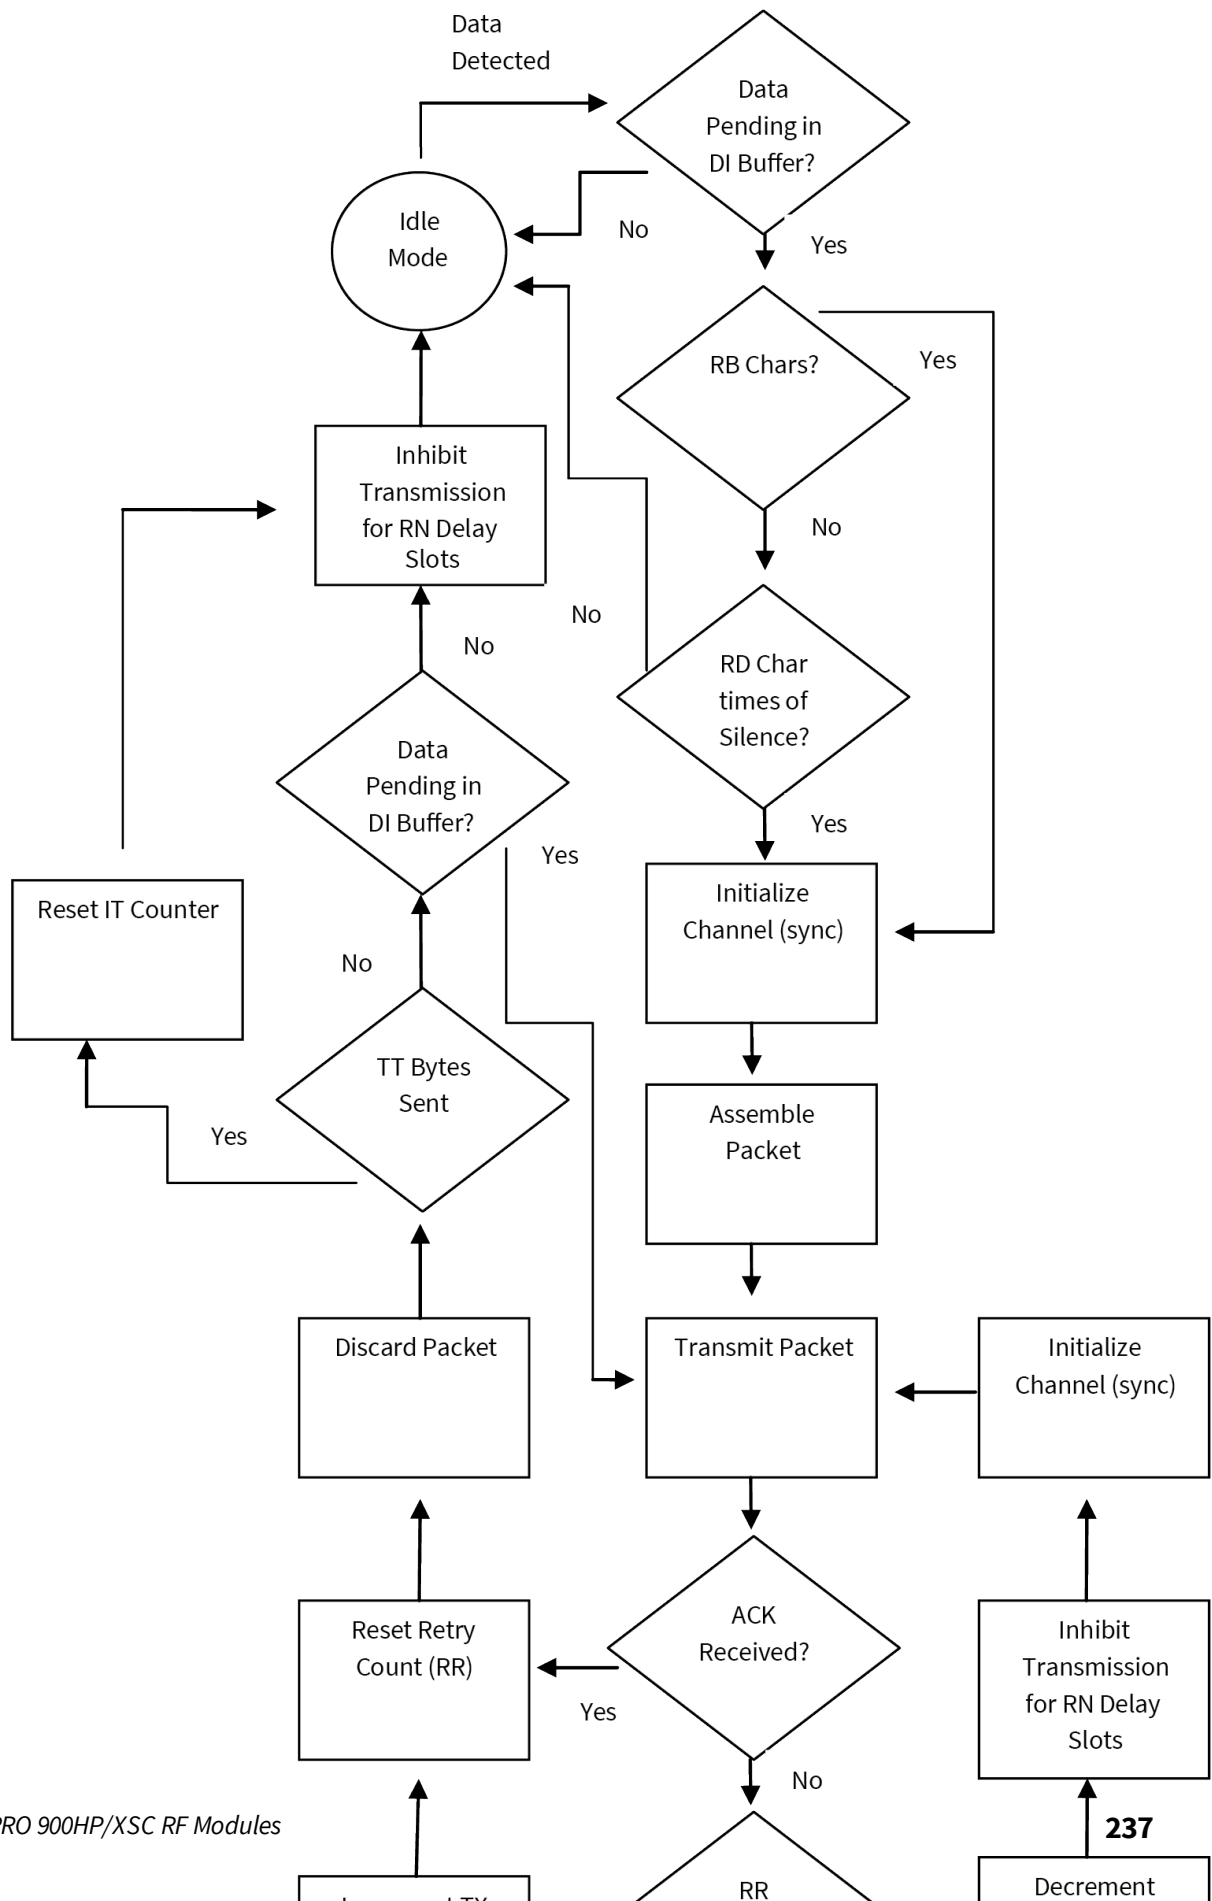 Data
Detected
Data
Pending in
DI Buffer?
Idle
Mode
No
Yes
RB Chars?
Yes
Inhibit
Transmission
for RN Delay
Slots
No
No
No
RD Char
times of
Silence?
Data
Pending in
DI Buffer?
Yes
Yes
Reset IT Counter
Initialize
Channel (sync)
No
TT Bytes
Sent
Yes
Assemble
Packet
Discard Packet
Transmit Packet
Initialize
Channel (sync)
Reset Retry
Count (RR)
ACK
Received?
Yes
Inhibit
Transmission
for RN Delay
Slots
No
PRO 900HP/XSC RF Modules
237
RR
Decrement